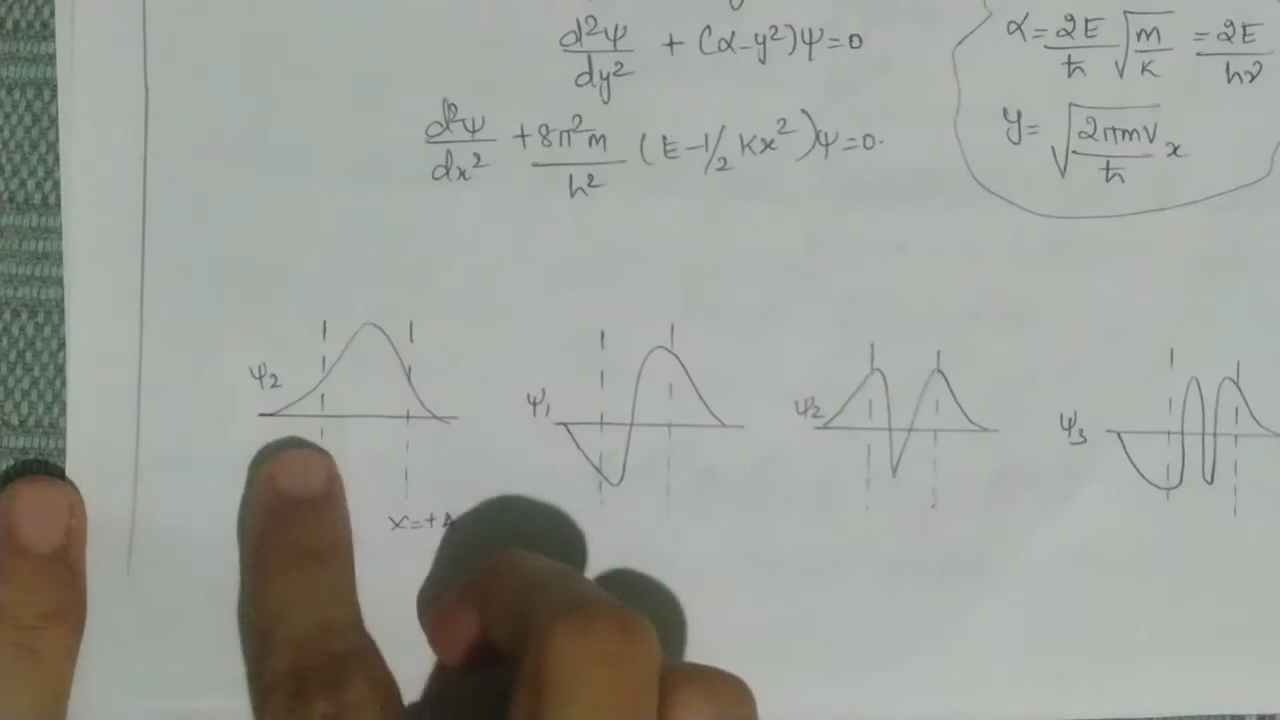 d²ψ/dy² + (α-y²)ψ=0
α=2E/ħ √m/K =2E/hν
d²ψ/dx² +8π²m/h² (E-1/2 Kx²)ψ=0.
y= √2πmν/ħ x
ψ2
ψ1
ψ2
ψ3
x=+A